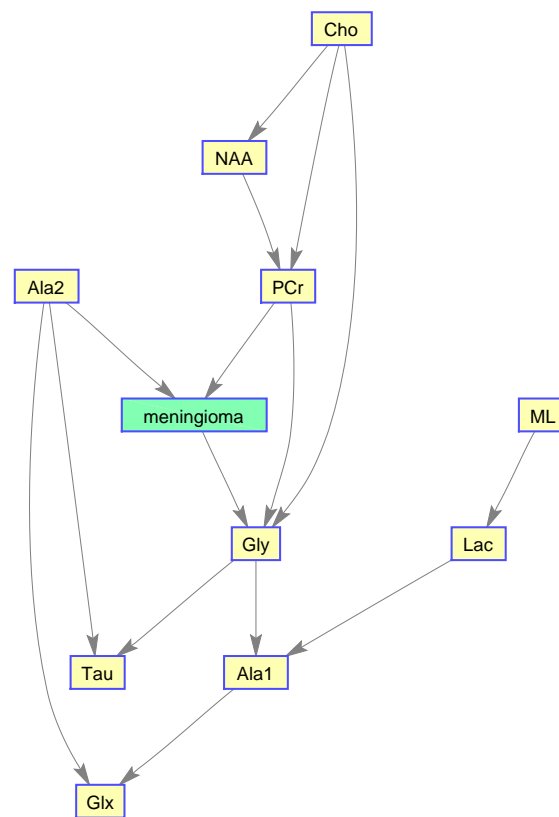 Cho
NAA
Ala2
PCr
meningioma
ML
Gly
Lac
Tau
Ala1
Glx